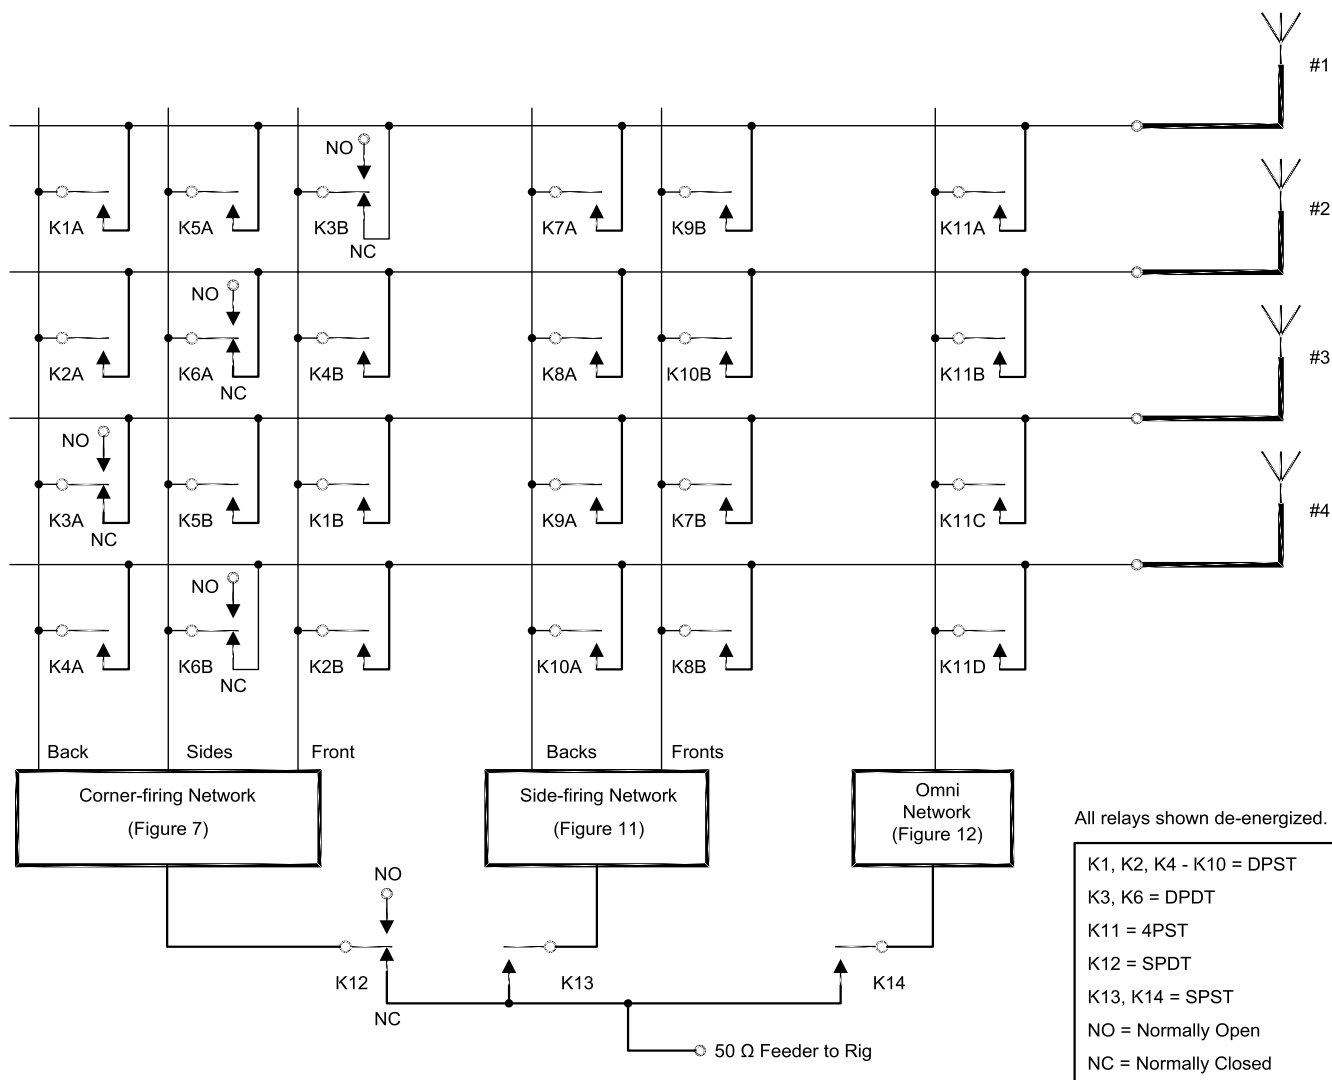 #1
NO
K1A
K5A
K3B
K7A
K9B
K11A
NC
#2
NO
K2A
K6A
K4B
K8A
K10B
K11B
NC
#3
NO
K3A
K5B
K1B
K9A
K7B
K11C
NC
#4
NO
K4A
K6B
K2B
K10A
K8B
K11D
NC
Back
Sides
Front
Backs
Fronts
Corner-firing Network
(Figure 7)
Side-firing Network
(Figure 11)
Omni
Network
(Figure 12)
NO
K12
NC
K13
K14
50 Ω Feeder to Rig
All relays shown de-energized.
K1, K2, K4 - K10 = DPST
K3, K6 = DPDT
K11 = 4PST
K12 = SPDT
K13, K14 = SPST
NO = Normally Open
NC = Normally Closed